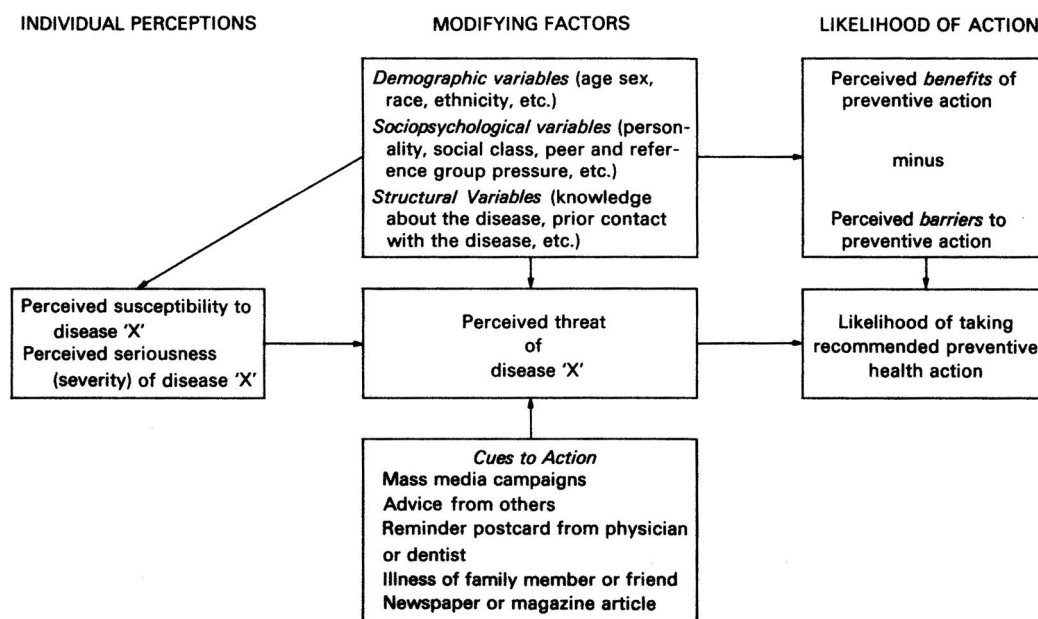 INDIVIDUAL PERCEPTIONS
MODIFYING FACTORS
LIKELIHOOD OF ACTION
Demographic variables (age sex,
race, ethnicity, etc.)
Sociopsychological variables (person-
ality, social class, peer and refer-
ence group pressure, etc.)
Structural Variables (knowledge
about the disease, prior contact
with the disease, etc.)
Perceived benefits of
preventive action
minus
Perceived barriers to
preventive action
Perceived susceptibility to
disease 'X'
Perceived seriousness
(severity) of disease 'X'
Perceived threat
of
disease 'X'
Likelihood of taking
recommended preventive
health action
Cues to Action
Mass media campaigns
Advice from others
Reminder postcard from physician
or dentist
Illness of family member or friend
Newspaper or magazine article